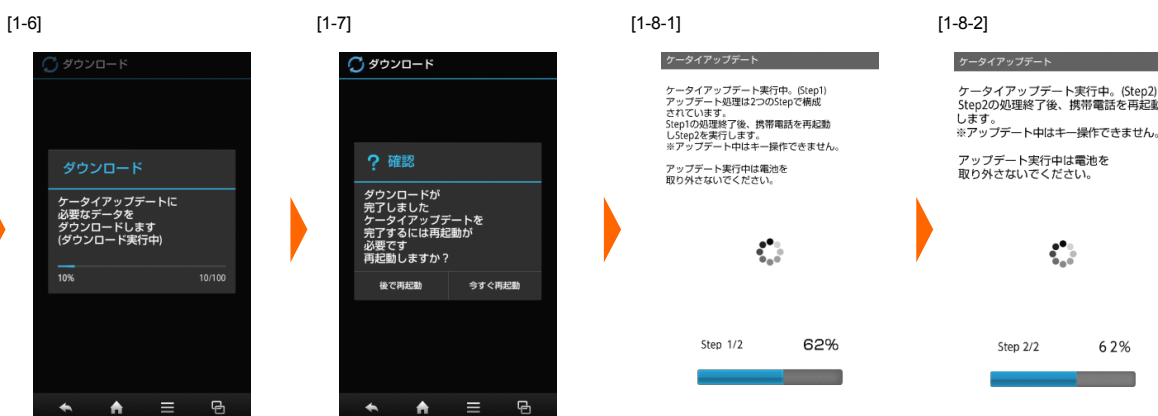 [1-6]
ダウンロード
ダウンロード
ケータイアップデートに
必要なデータを
ダウンロードします
(ダウンロード実行中)
10%
10/100
[1-7]
ダウンロード
? 確認
ダウンロードが
完了しました
ケータイアップデートを
完了するには再起動が
必要です
再起動しますか？
後で再起動
今すぐ再起動
[1-8-1]
ケータイアップデート
ケータイアップデート実行中。(Step1)
アップデート処理は2つのStepで構成
されています。
Step1の処理終了後、携帯電話を再起動
しStep2を実行します。
※アップデート中はキー操作できません。
アップデート実行中は電池を
取り外さないでください。
Step 1/2
62%
[1-8-2]
ケータイアップデート
ケータイアップデート実行中。(Step2)
Step2の処理終了後、携帯電話を再起動
します。
※アップデート中はキー操作できません。
アップデート実行中は電池を
取り外さないでください。
Step 2/2
62%